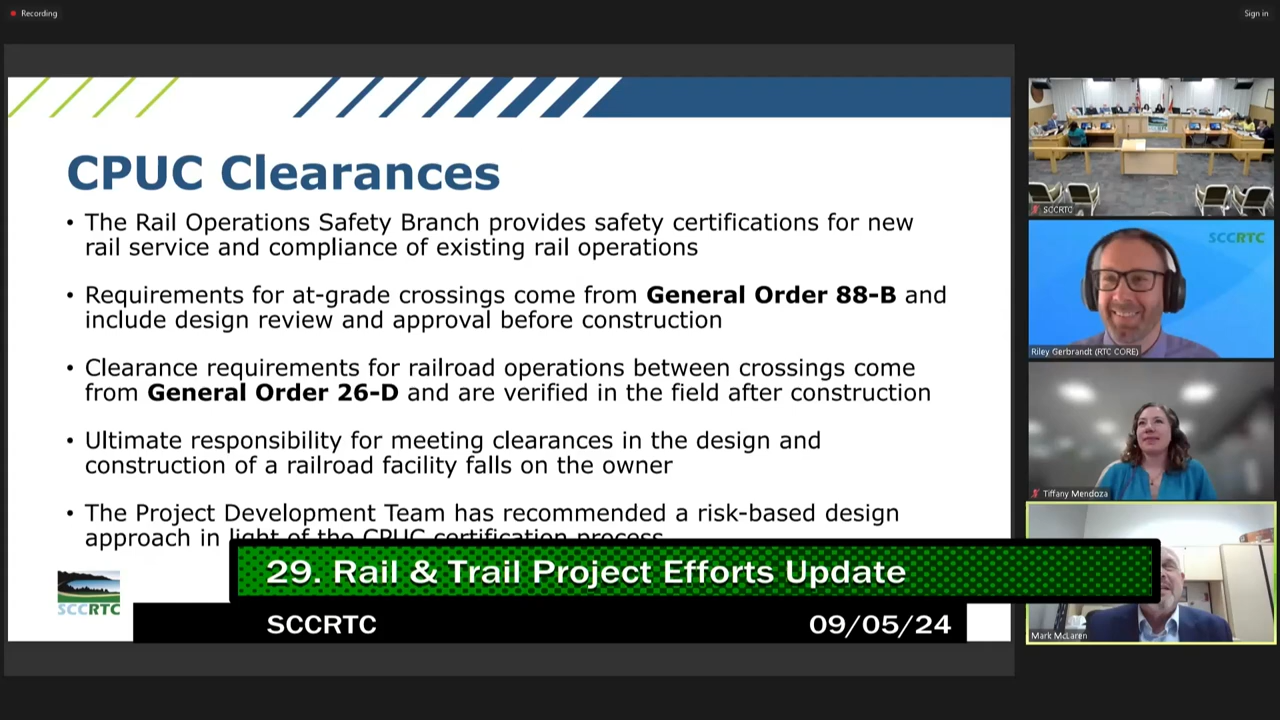 Recording
Sign in
CPUC Clearances
• The Rail Operations Safety Branch provides safety certifications for new
rail service and compliance of existing rail operations
• Requirements for at-grade crossings come from General Order 88-B and
include design review and approval before construction
• Clearance requirements for railroad operations between crossings come
from General Order 26-D and are verified in the field after construction
• Ultimate responsibility for meeting clearances in the design and
construction of a railroad facility falls on the owner
• The Project Development Team has recommended a risk-based design
approach in light of the CPUC certification process
29. Rail & Trail Project Efforts Update
SCCRTC
SCCRTC
09/05/24
SCCRTC
SCCRTC
Riley Gerbrandt (RTC CORE)
Tiffany Mendoza
Mark McLaren